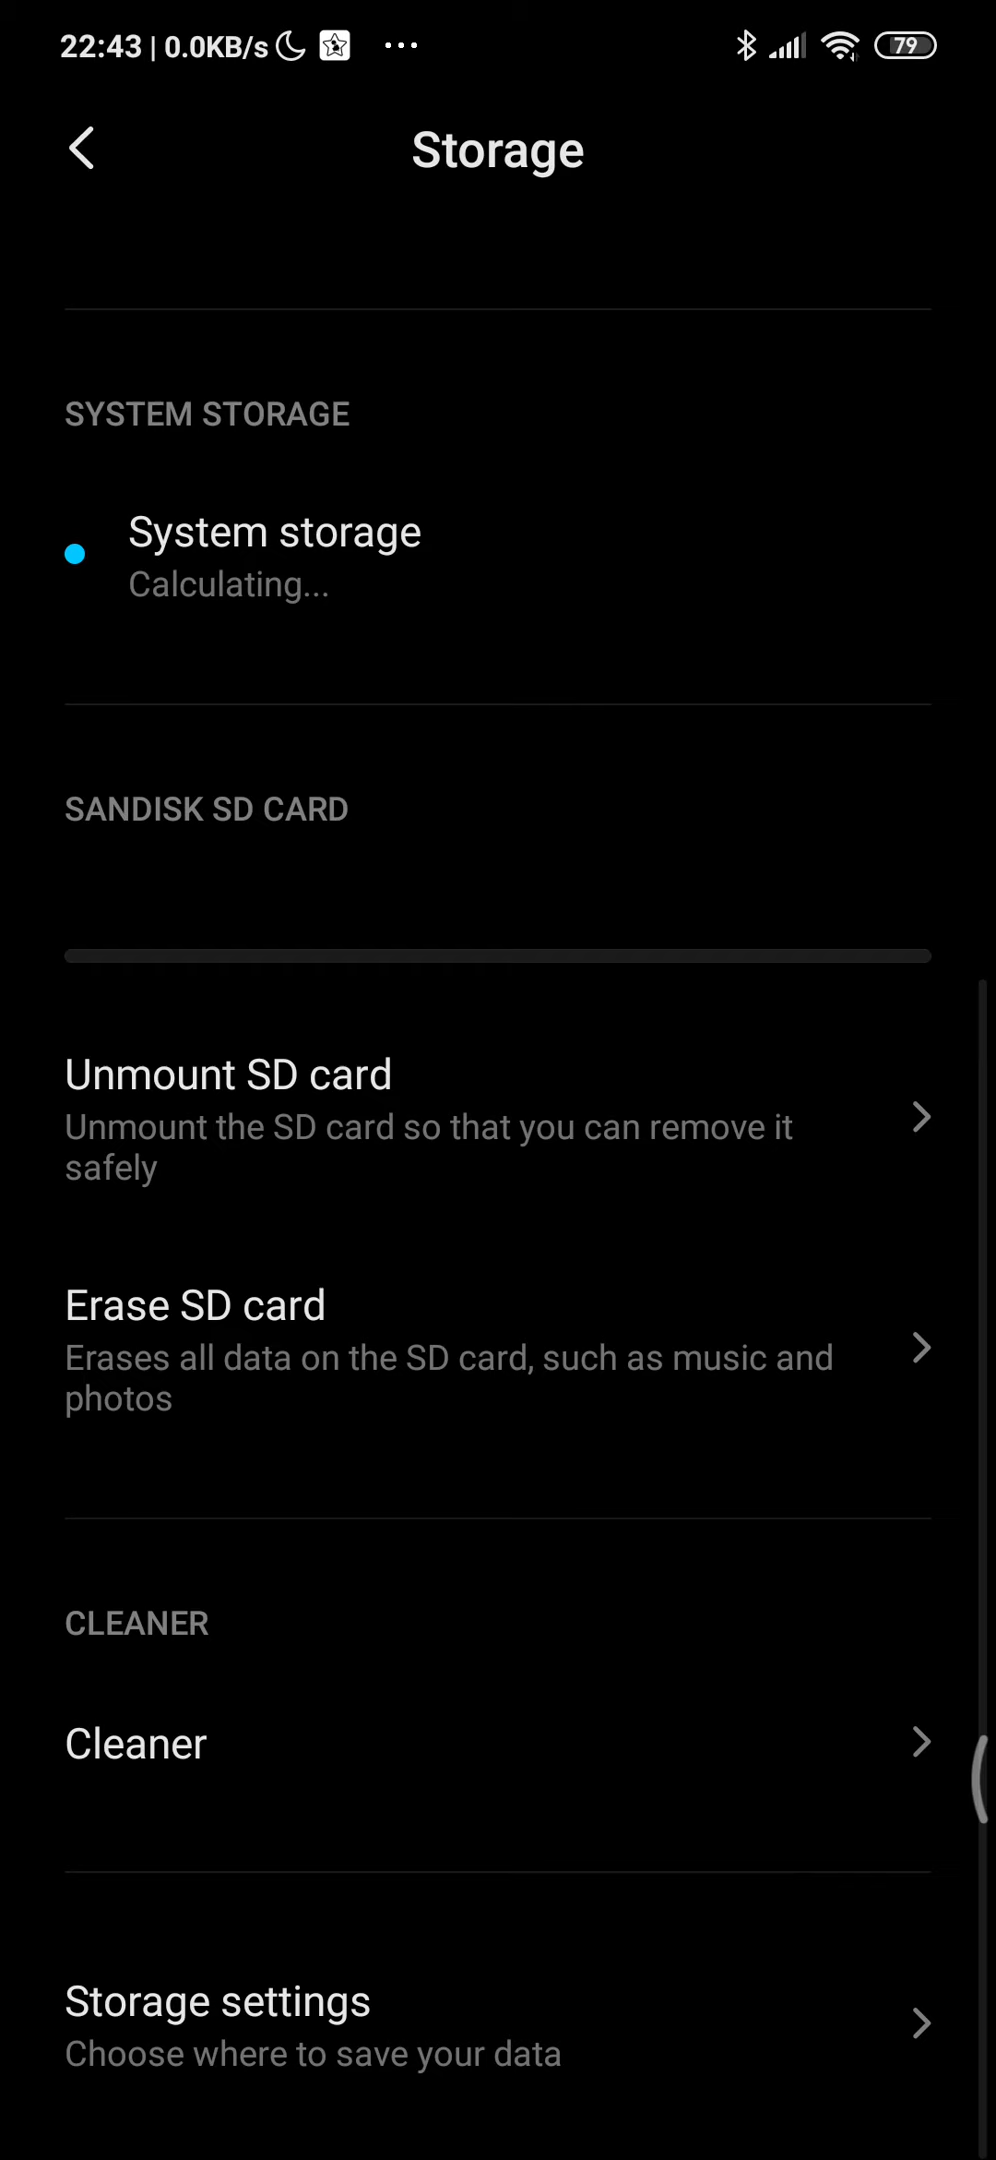 22:43 | 0.0KB/s ... 79
Storage
SYSTEM STORAGE
System storage
Calculating...
SANDISK SD CARD
Unmount SD card
Unmount the SD card so that you can remove it
safely
Erase SD card
Erases all data on the SD card, such as music and
photos
CLEANER
Cleaner
Storage settings
Choose where to save your data